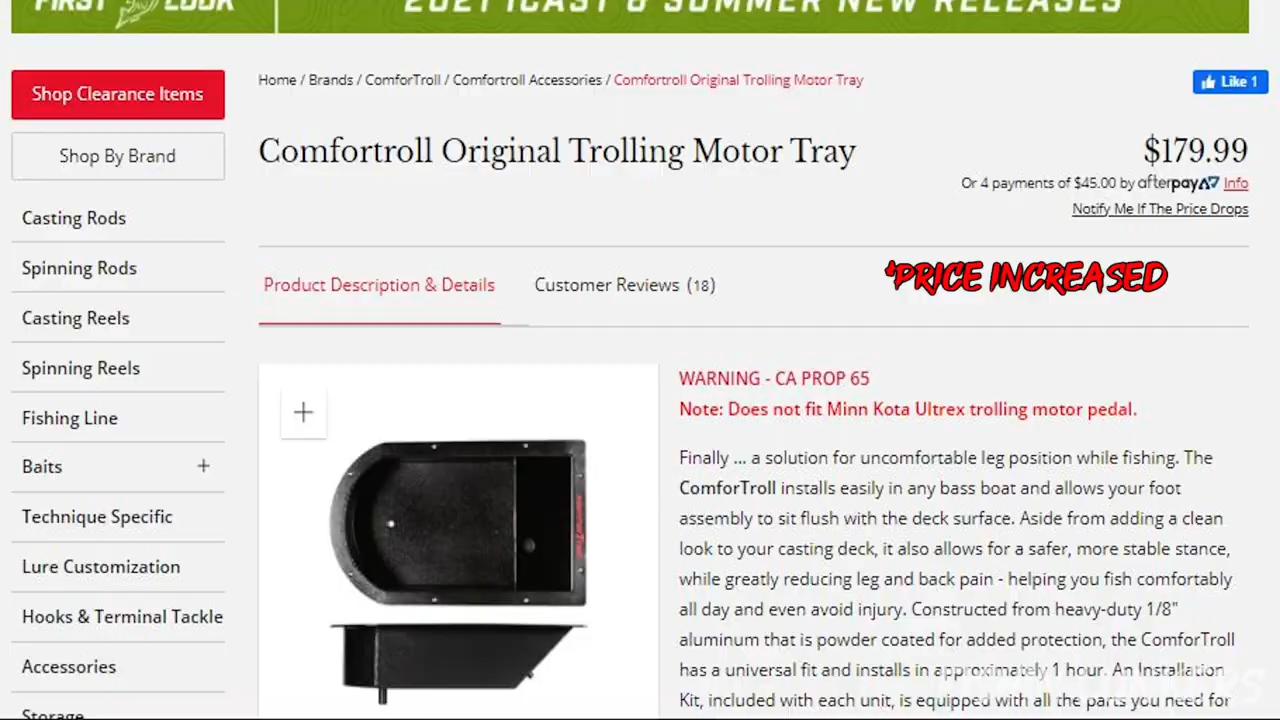 FIRST LOOK
2021 ICAST & SUMMER NEW RELEASES
Shop Clearance Items
Shop By Brand
Casting Rods
Spinning Rods
Casting Reels
Spinning Reels
Fishing Line
Baits +
Technique Specific
Lure Customization
Hooks & Terminal Tackle
Accessories
Storage
Home / Brands / ComforTroll / Comfortroll Accessories / Comfortroll Original Trolling Motor Tray
Like 1
Comfortroll Original Trolling Motor Tray
$179.99
Or 4 payments of $45.00 by afterpay Info
Notify Me If The Price Drops
Product Description & Details
Customer Reviews (18)
*PRICE INCREASED
WARNING - CA PROP 65
Note: Does not fit Minn Kota Ultrex trolling motor pedal.
Finally ... a solution for uncomfortable leg position while fishing. The
ComforTroll installs easily in any bass boat and allows your foot
assembly to sit flush with the deck surface. Aside from adding a clean
look to your casting deck, it also allows for a safer, more stable stance,
while greatly reducing leg and back pain - helping you fish comfortably
all day and even avoid injury. Constructed from heavy-duty 1/8"
aluminum that is powder coated for added protection, the ComforTroll
has a universal fit and installs in approximately 1 hour. An Installation
Kit, included with each unit, is equipped with all the parts you need for